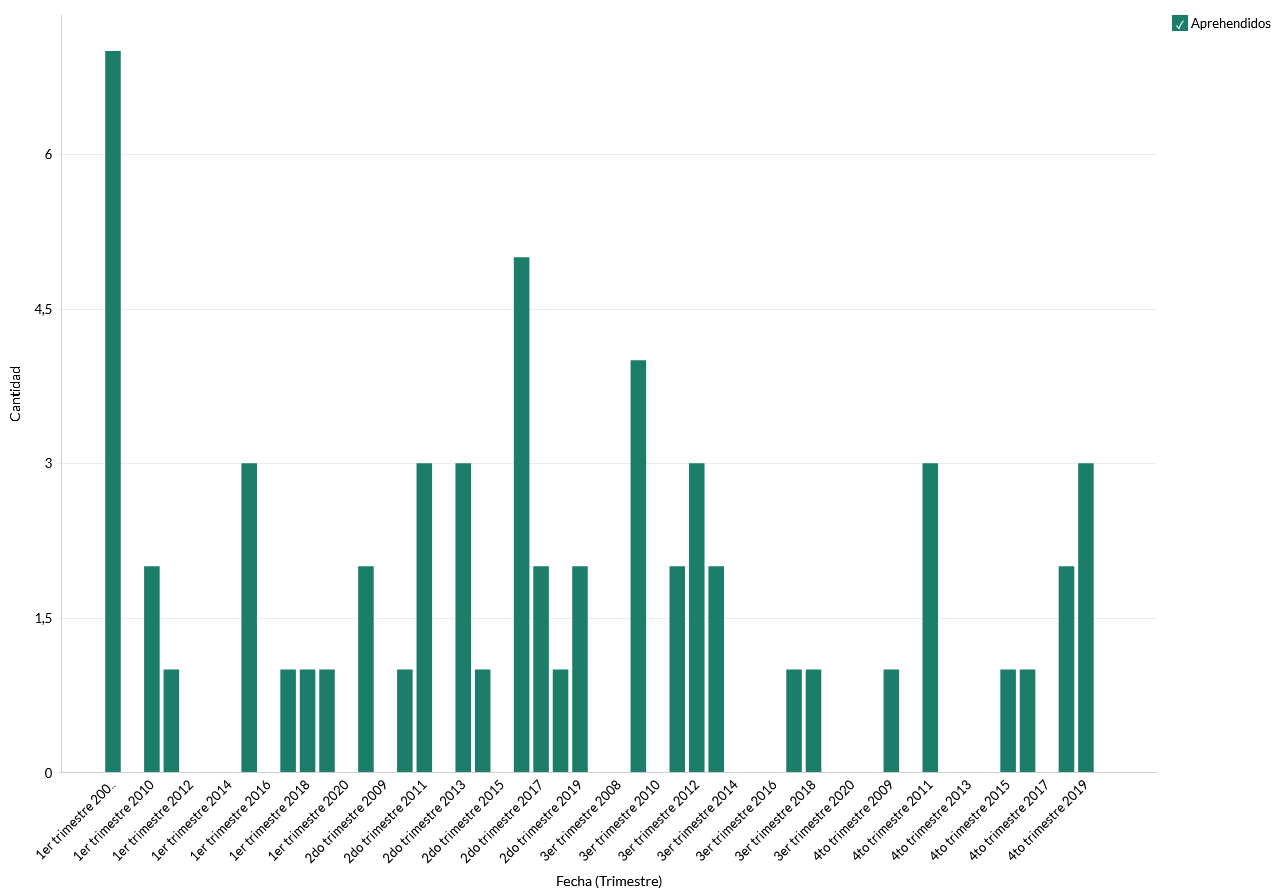 Aprehendidos
6
4,5
Cantidad
3
1,5
0
1er trimestre 200..
1er trimestre 2010
1er trimestre 2012
1er trimestre 2014
1er trimestre 2016
1er trimestre 2018
1er trimestre 2020
2do trimestre 2009
2do trimestre 2011
2do trimestre 2013
2do trimestre 2015
2do trimestre 2017
2do trimestre 2019
3er trimestre 2008
3er trimestre 2010
3er trimestre 2012
3er trimestre 2014
3er trimestre 2016
3er trimestre 2018
3er trimestre 2020
4to trimestre 2009
4to trimestre 2011
4to trimestre 2013
4to trimestre 2015
4to trimestre 2017
4to trimestre 2019
Fecha (Trimestre)